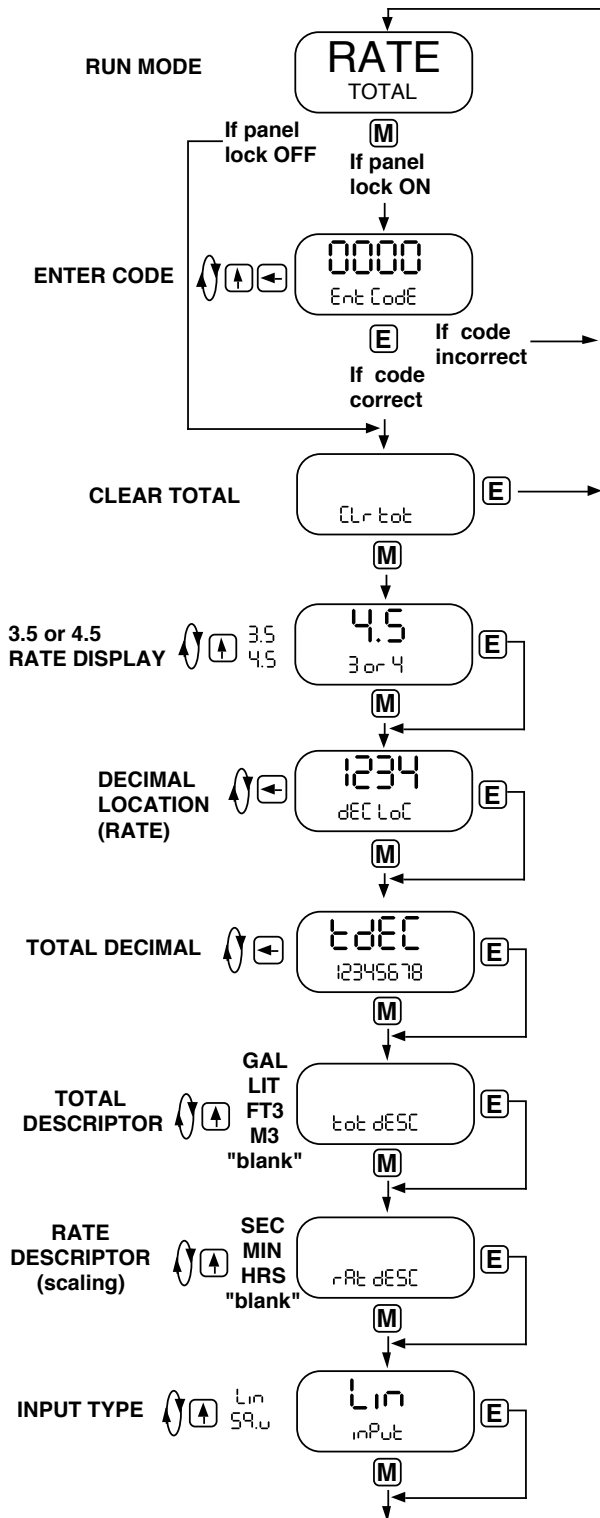 RUN MODE
RATE
TOTAL
If panel
lock OFF
M
If panel
lock ON
ENTER CODE
0000
Ent CodE
E
If code
incorrect
If code
correct
CLEAR TOTAL
CLr tot
E
M
3.5 or 4.5
RATE DISPLAY
3.5
4.5
4.5
3 or 4
E
M
DECIMAL
LOCATION
(RATE)
1234
dEC LoC
E
M
TOTAL DECIMAL
tdEC
12345678
E
M
TOTAL
DESCRIPTOR
GAL
LIT
FT3
M3
"blank"
tot dESC
E
M
RATE
DESCRIPTOR
(scaling)
SEC
MIN
HRS
"blank"
rAt dESC
E
M
INPUT TYPE
Lin
S9.u
Lin
inPut
E
M